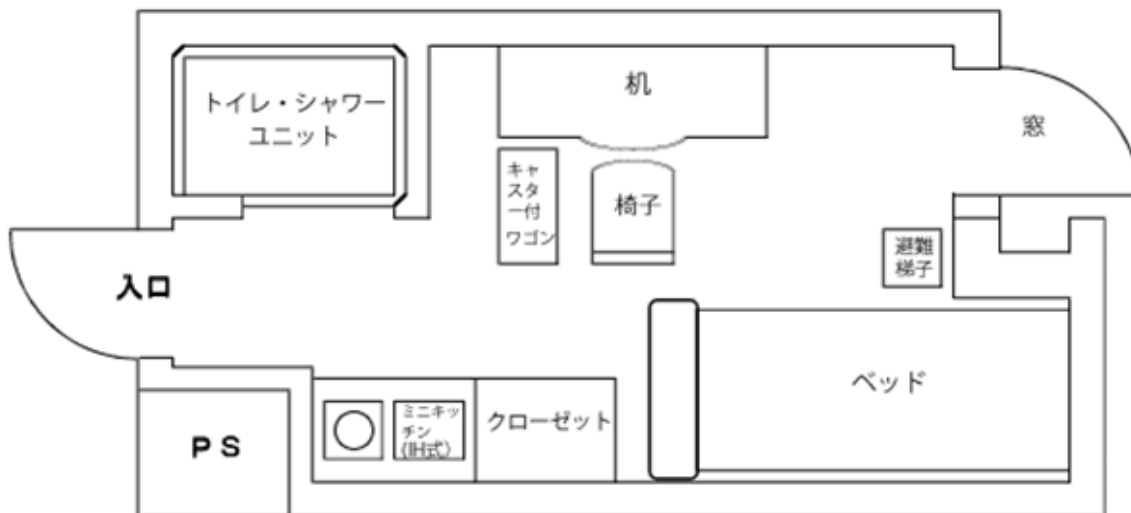 トイレ・シャワー
ユニット
机
窓
キャ
スタ
ー付
ワゴン
椅子
避難
梯子
入口
ベッド
ミニキッ
チン
(IH式)
クローゼット
ＰＳ